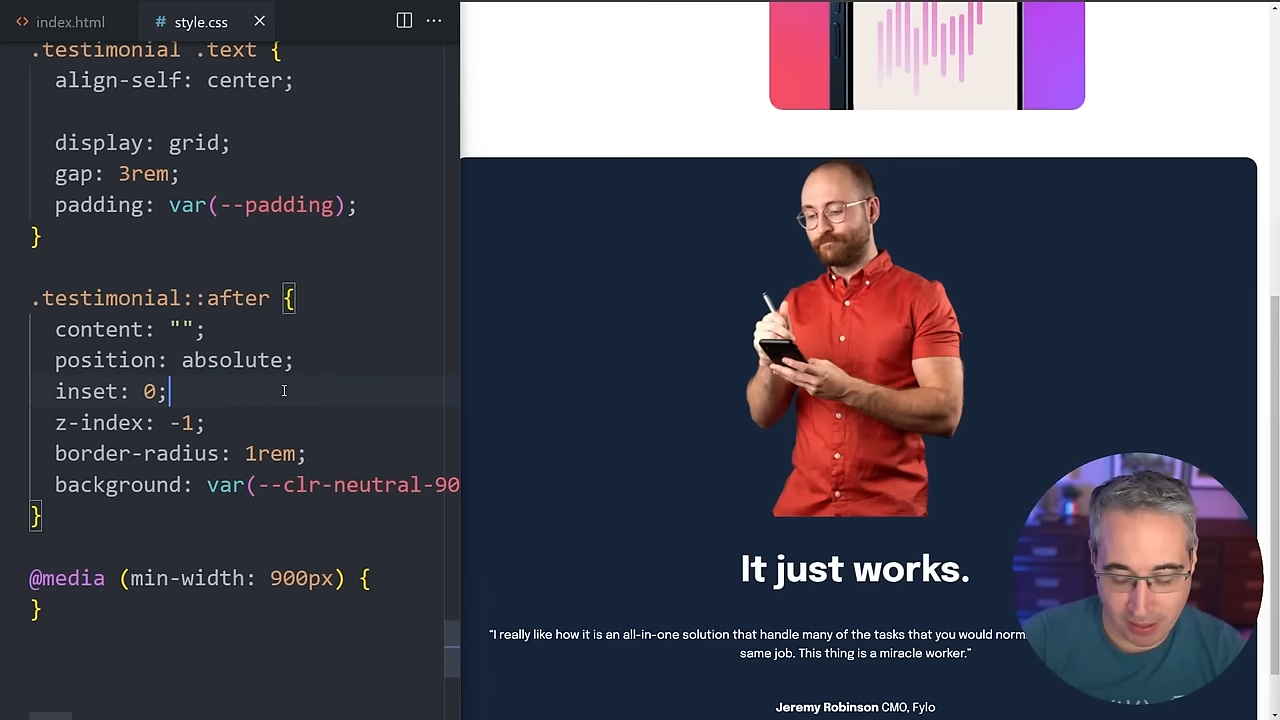 index.html
# style.css
.testimonial .text {
align-self: center;
display: grid;
gap: 3rem;
padding: var(--padding);
}
.testimonial::after {
content: "";
position: absolute;
inset: 0;
z-index: -1;
border-radius: 1rem;
background: var(--clr-neutral-90
}
@media (min-width: 900px) {
}
It just works.
“I really like how it is an all-in-one solution that handle many of the tasks that you would norm
same job. This thing is a miracle worker.”
Jeremy Robinson CMO, Fylo